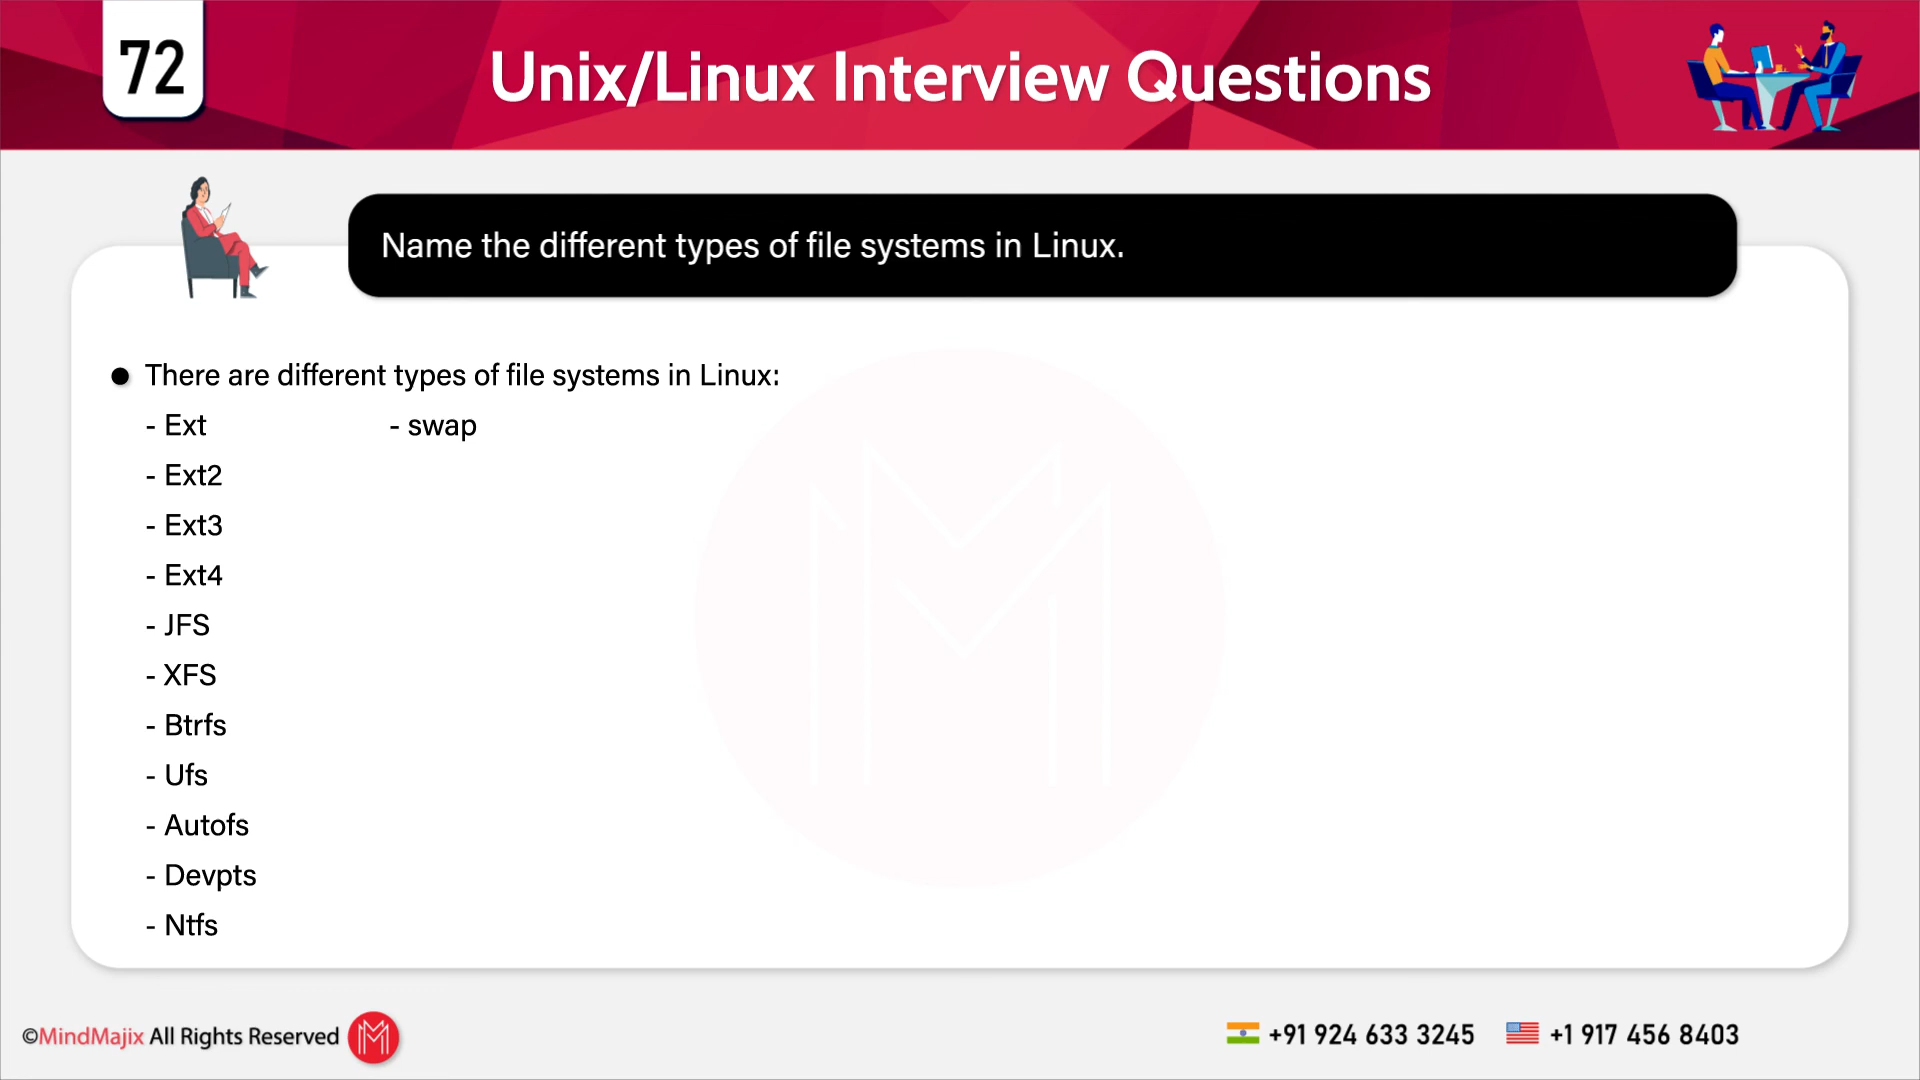 72
Unix/Linux Interview Questions
Name the different types of file systems in Linux.
● There are different types of file systems in Linux:
- Ext
- Ext2
- Ext3
- Ext4
- JFS
- XFS
- Btrfs
- Ufs
- Autofs
- Devpts
- Ntfs
- swap
©MindMajix All Rights Reserved
+91 924 633 3245
+1 917 456 8403